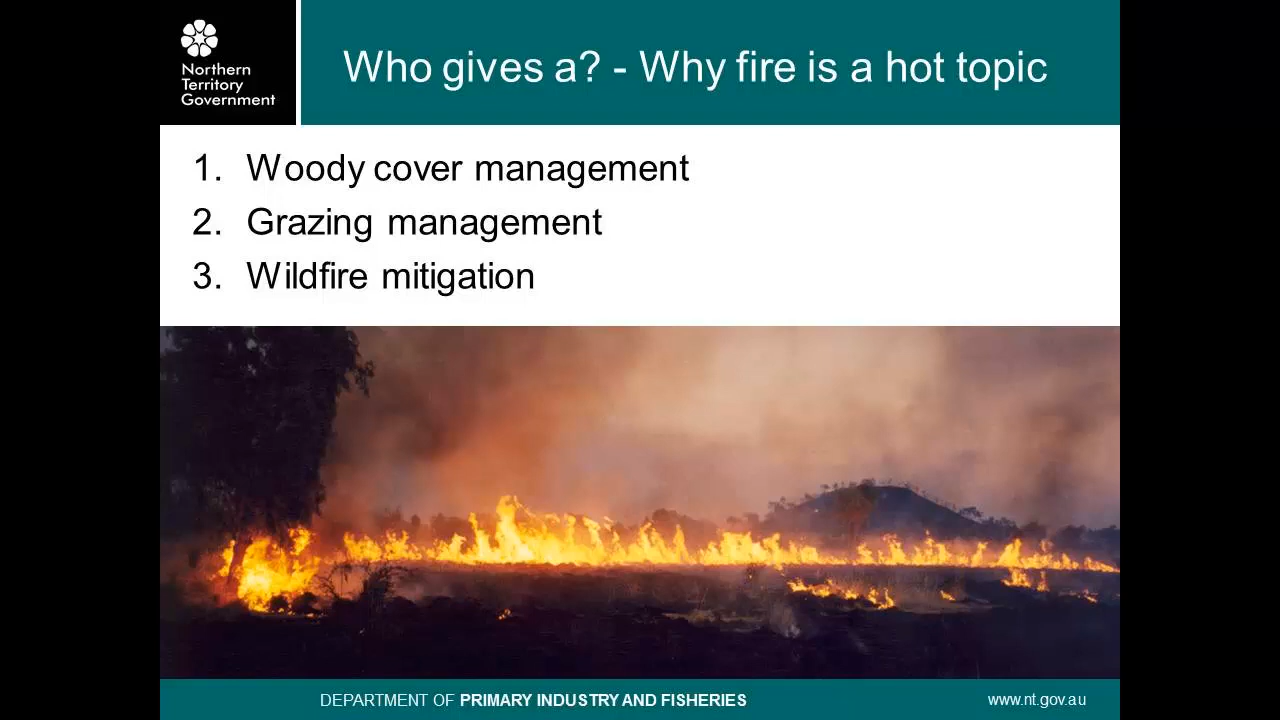 Northern
Territory
Government
Who gives a? - Why fire is a hot topic
1. Woody cover management
2. Grazing management
3. Wildfire mitigation
DEPARTMENT OF PRIMARY INDUSTRY AND FISHERIES
www.nt.gov.au